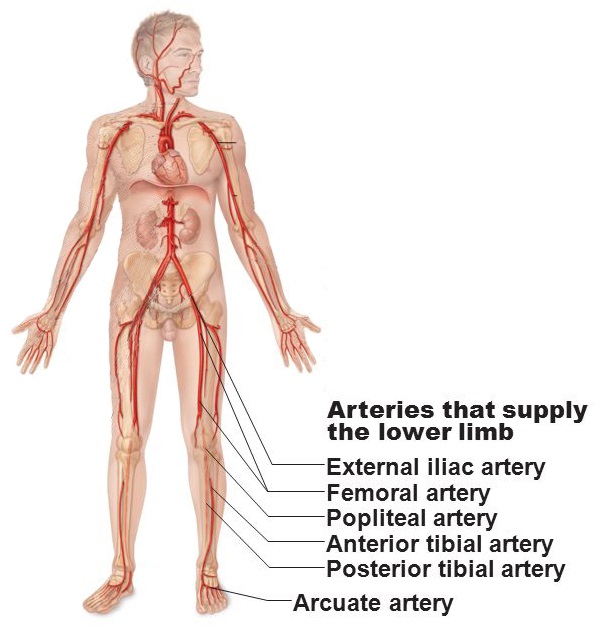 Arteries that supply
the lower limb
External iliac artery
Femoral artery
Popliteal artery
Anterior tibial artery
Posterior tibial artery
Arcuate artery